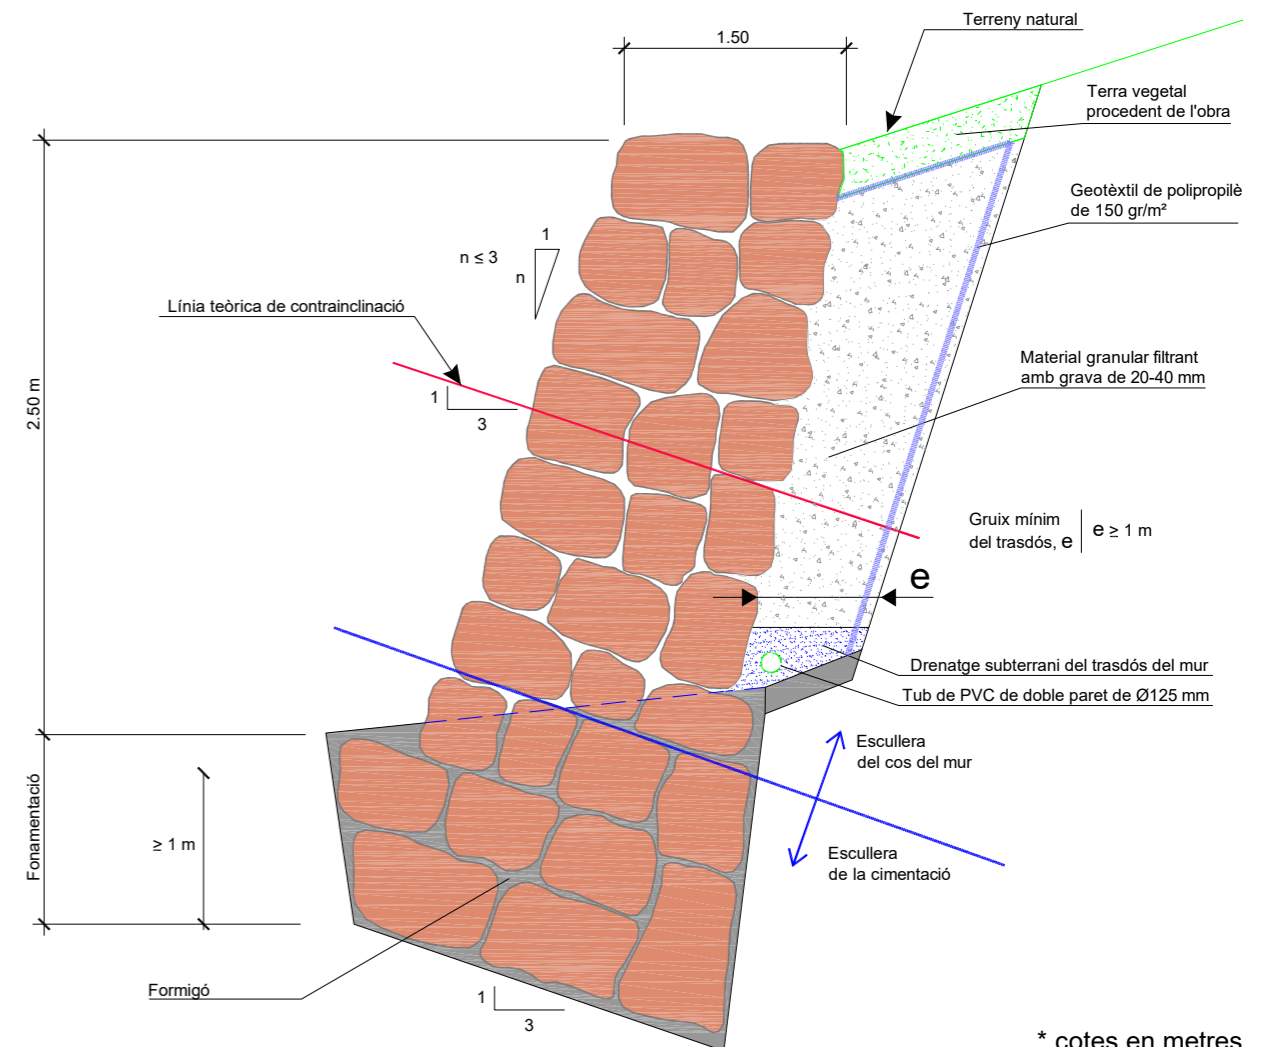 Terreny natural
1.50
Terra vegetal
procedent de l'obra
Geotèxtil de polipropilè
de 150 gr/m²
1
n ≤ 3
n
Línia teòrica de contrainclinació
Material granular filtrant
amb grava de 20-40 mm
1
3
2.50 m
Gruix mínim
del trasdós, e
e ≥ 1 m
e
Drenatge subterrani del trasdós del mur
Tub de PVC de doble paret de Ø125 mm
Escullera
del cos del mur
Fonamentació
≥ 1 m
Escullera
de la cimentació
Formigó
1
3
* cotes en metres